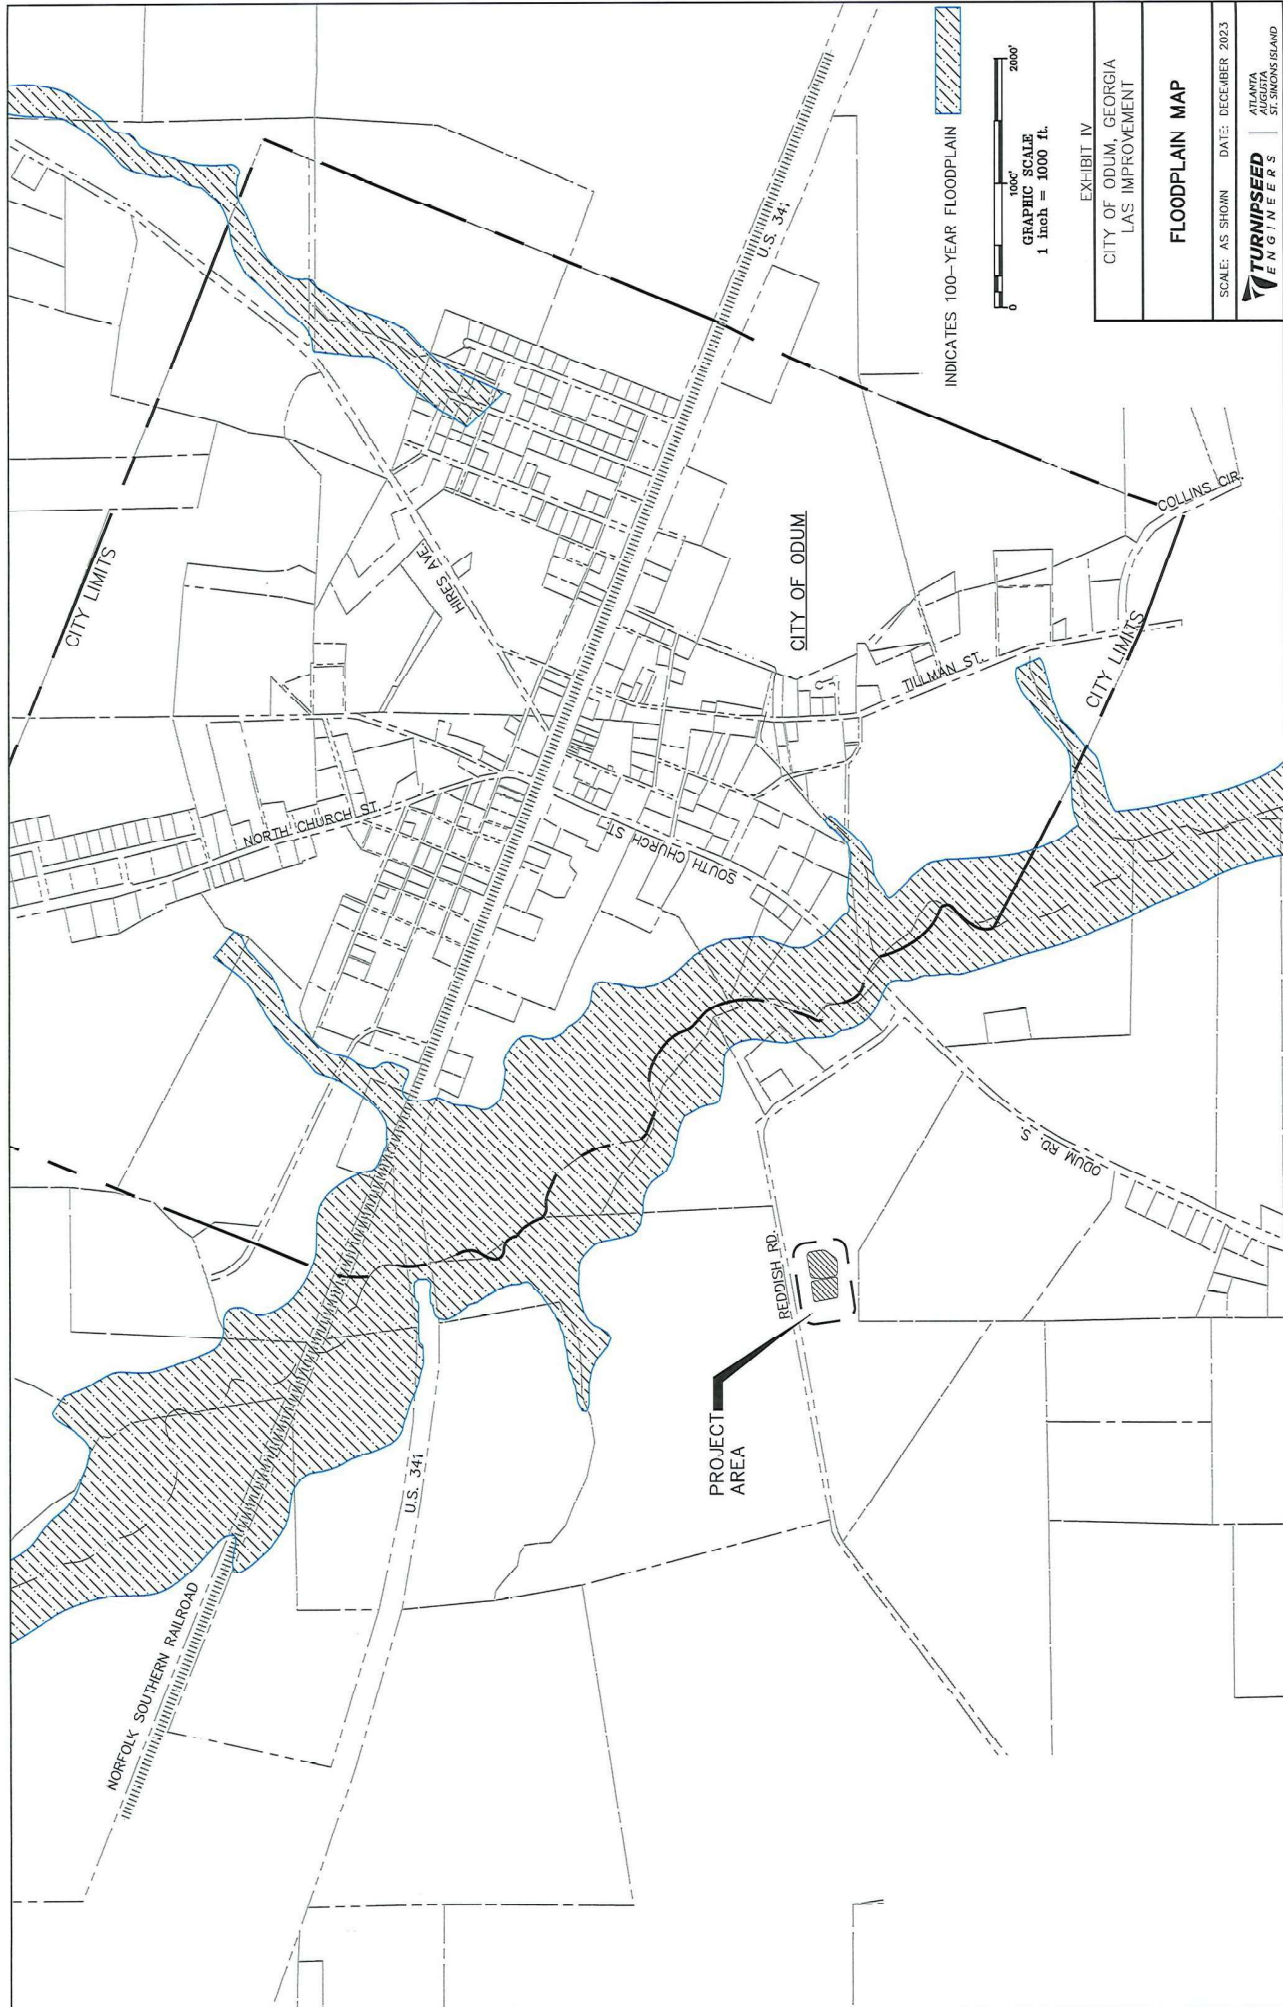 NORFOLK SOUTHERN RAILROAD
U.S. 341
PROJECT
AREA
REDDISH RD.
ODUM RD. S.
NORTH CHURCH ST.
SOUTH CHURCH ST.
CITY LIMITS
HIRES AVE.
CITY OF ODUM
TILLMAN ST.
CITY LIMITS
COLLINS CIR.
U.S. 341
INDICATES 100-YEAR FLOODPLAIN
0 1000' 2000'
GRAPHIC SCALE
1 inch = 1000 ft.
EXHIBIT IV
CITY OF ODUM, GEORGIA
LAS IMPROVEMENT
FLOODPLAIN MAP
SCALE: AS SHOWN DATE: DECEMBER 2023
TURNIPSEED
ENGINEERS
ATLANTA
AUGUSTA
ST. SIMONS ISLAND